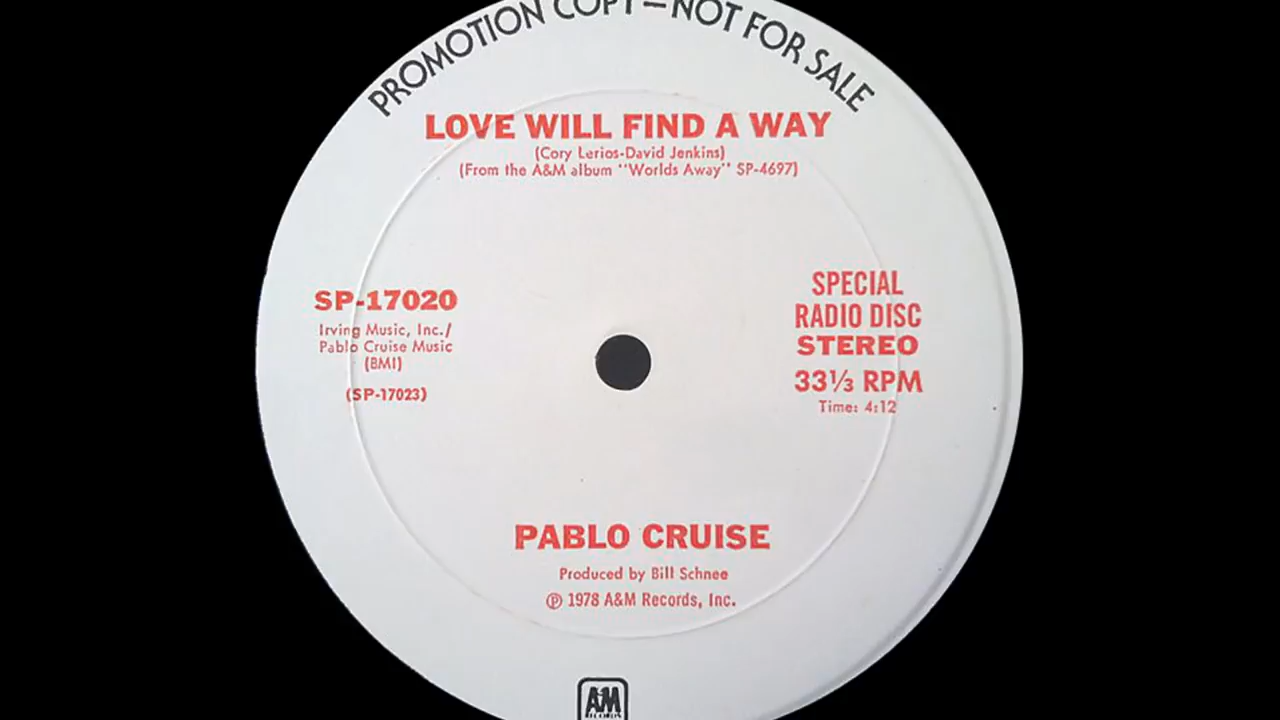 PROMOTION COPY—NOT FOR SALE
LOVE WILL FIND A WAY
(Cory Lerios-David Jenkins)
(From the A&M album "Worlds Away" SP-4697)
SP-17020
Irving Music, Inc./
Pablo Cruise Music
(BMI)
(SP-17023)
SPECIAL
RADIO DISC
STEREO
33⅓ RPM
Time: 4:12
PABLO CRUISE
Produced by Bill Schnee
℗ 1978 A&M Records, Inc.
A&M
RECORDS